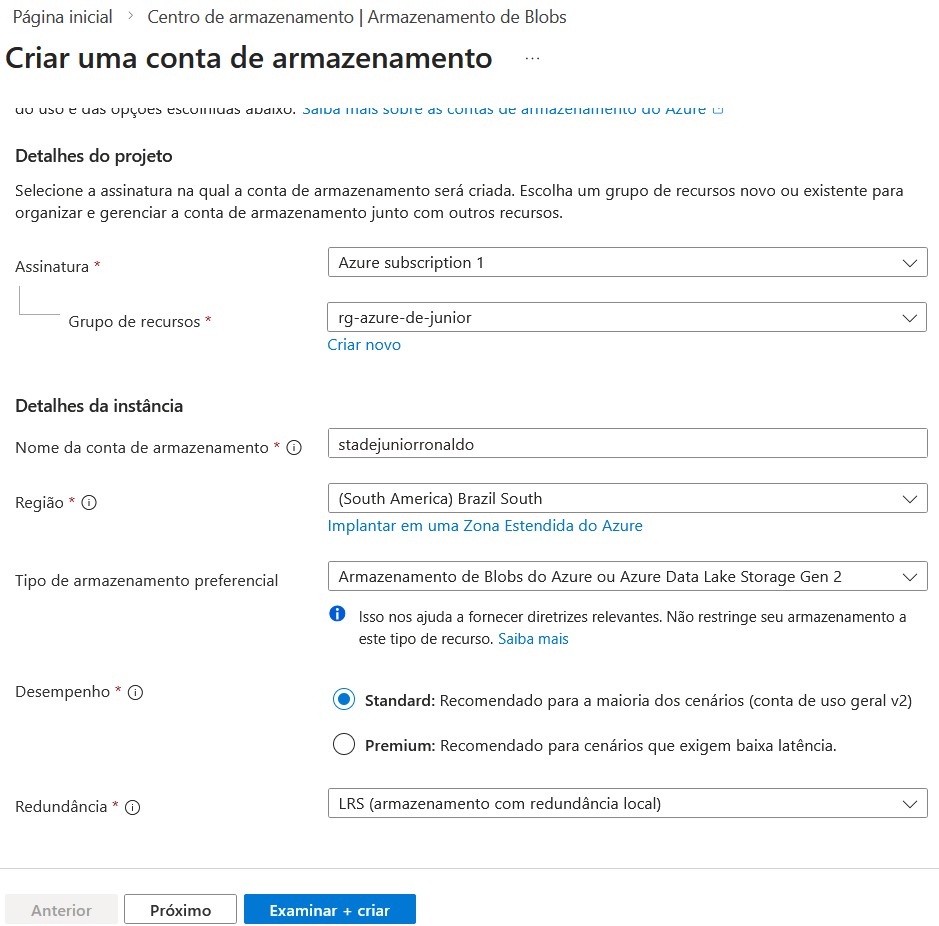 Página inicial > Centro de armazenamento | Armazenamento de Blobs
Criar uma conta de armazenamento ...
do uso e das opções escolhidas abaixo. Saiba mais sobre as contas de armazenamento do Azure
Detalhes do projeto
Selecione a assinatura na qual a conta de armazenamento será criada. Escolha um grupo de recursos novo ou existente para
organizar e gerenciar a conta de armazenamento junto com outros recursos.
Assinatura * Azure subscription 1
Grupo de recursos * rg-azure-de-junior
Criar novo
Detalhes da instância
Nome da conta de armazenamento * stadejuniorronaldo
Região * (South America) Brazil South
Implantar em uma Zona Estendida do Azure
Tipo de armazenamento preferencial Armazenamento de Blobs do Azure ou Azure Data Lake Storage Gen 2
Isso nos ajuda a fornecer diretrizes relevantes. Não restringe seu armazenamento a
este tipo de recurso. Saiba mais
Desempenho * Standard: Recomendado para a maioria dos cenários (conta de uso geral v2)
Premium: Recomendado para cenários que exigem baixa latência.
Redundância * LRS (armazenamento com redundância local)
Anterior Próximo Examinar + criar